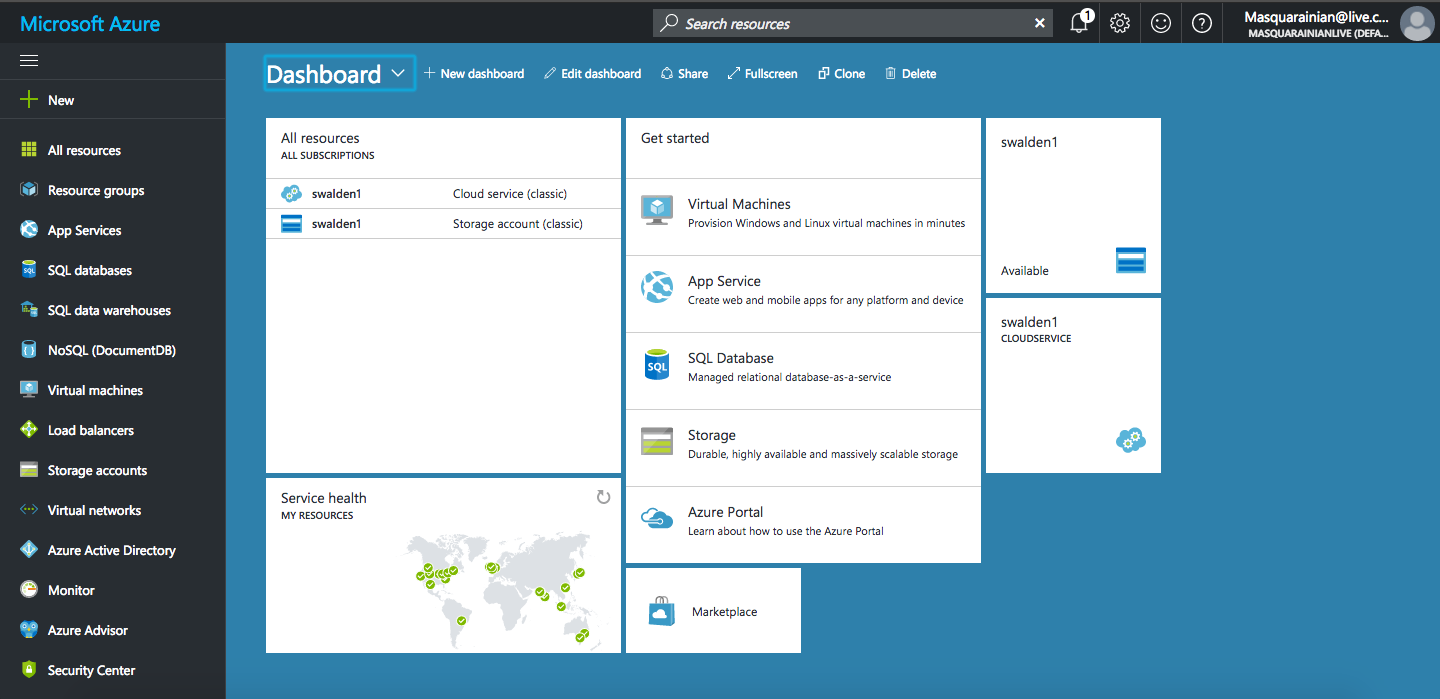 Microsoft Azure
Search resources
1
Masquarainian@live.c...
MASQUARAINIANLIVE (DEFA...
New
All resources
Resource groups
App Services
SQL databases
SQL data warehouses
NoSQL (DocumentDB)
Virtual machines
Load balancers
Storage accounts
Virtual networks
Azure Active Directory
Monitor
Azure Advisor
Security Center
Dashboard
New dashboard
Edit dashboard
Share
Fullscreen
Clone
Delete
All resources
ALL SUBSCRIPTIONS
swalden1 Cloud service (classic)
swalden1 Storage account (classic)
Service health
MY RESOURCES
Get started
Virtual Machines
Provision Windows and Linux virtual machines in minutes
App Service
Create web and mobile apps for any platform and device
SQL
SQL Database
Managed relational database-as-a-service
Storage
Durable, highly available and massively scalable storage
Azure Portal
Learn about how to use the Azure Portal
Marketplace
swalden1
Available
swalden1
CLOUDSERVICE